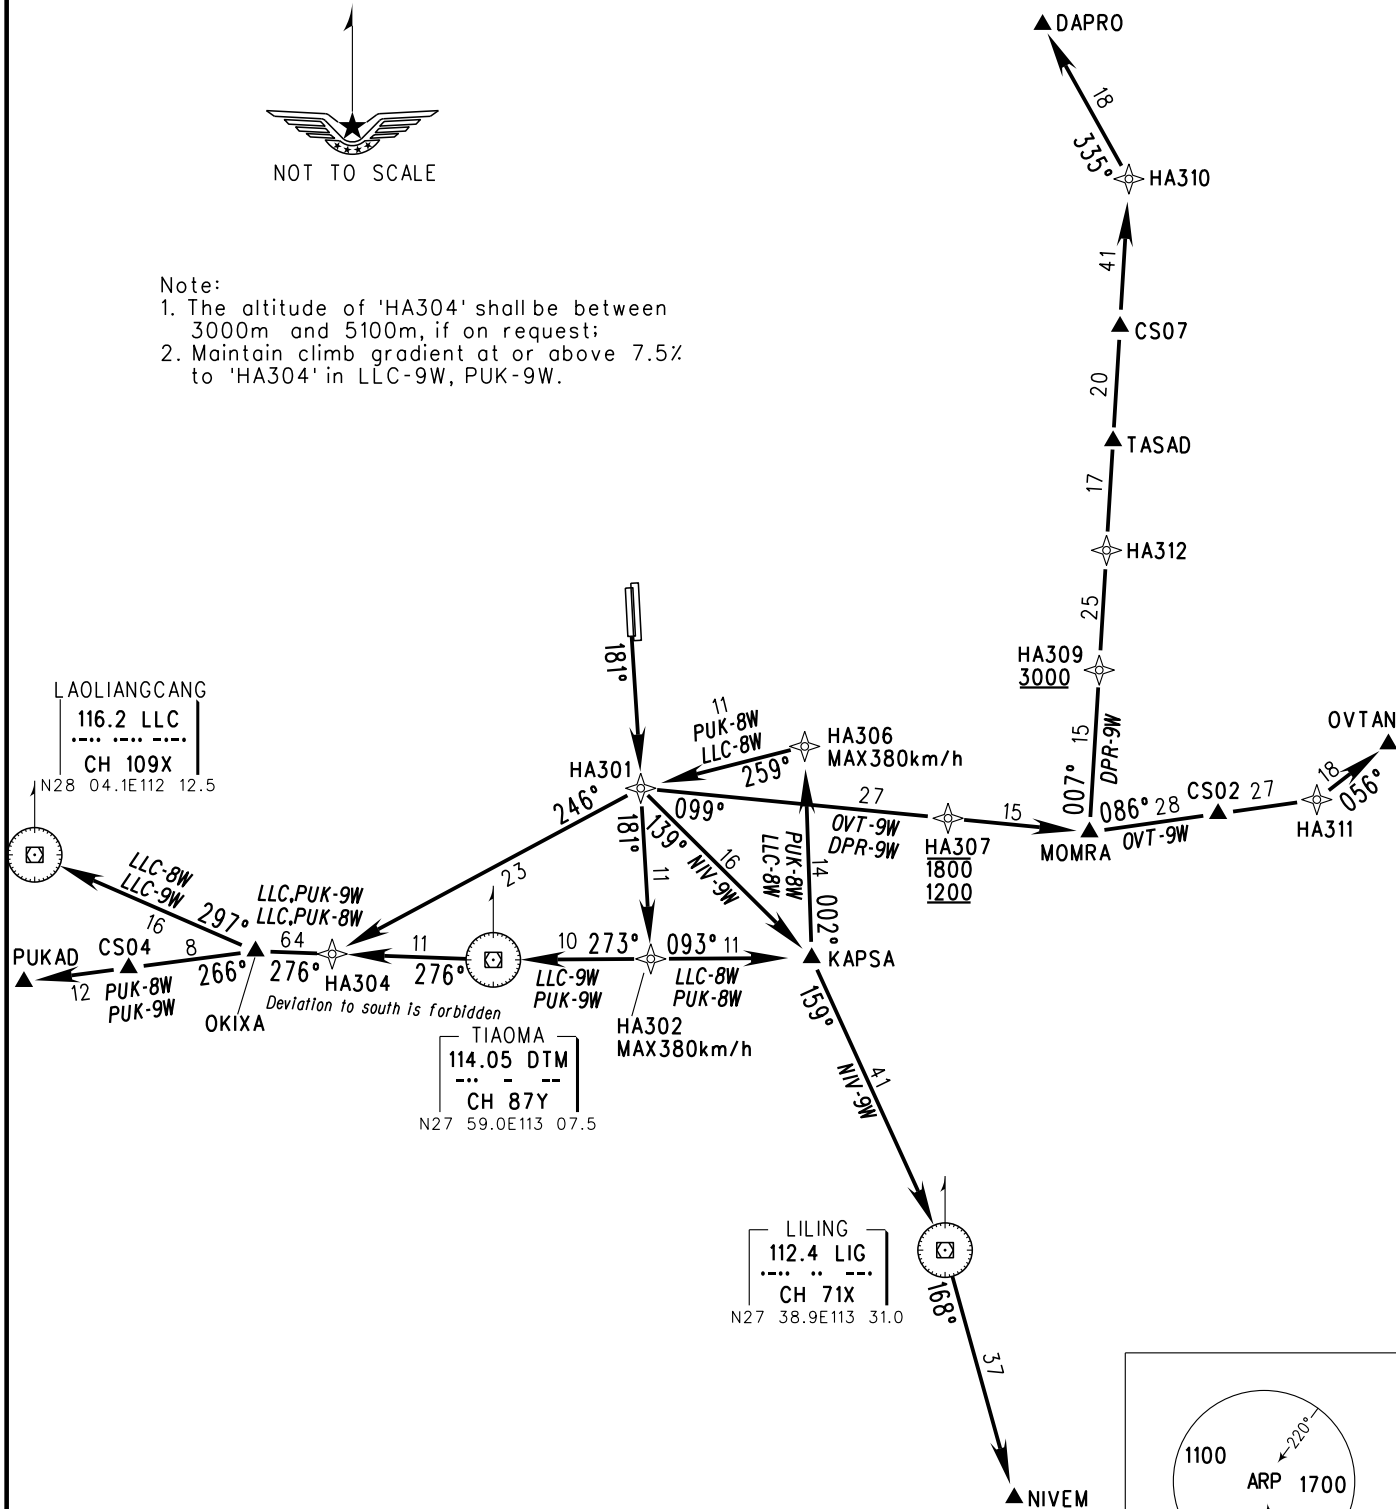 DAPRO
18
335°
HA310
NOT TO SCALE
41
Note:
1. The altitude of 'HA304' shall be between
3000m and 5100m, if on request;
2. Maintain climb gradient at or above 7.5%
to 'HA304' in LLC-9W, PUK-9W.
CS07
20
TASAD
17
HA312
25
HA309
3000
181°
LAOLIANGCANG
116.2 LLC
CH 109X
N28 04.1E112 12.5
11
PUK-8W
LLC-8W
259°
HA306
MAX380km/h
15
DPR-9W
007°
OVTAN
18
056°
HA301
246°
181°
139°
099°
27
OVT-9W
DPR-9W
HA307
1800
1200
15
MOMRA
086°
28
OVT-9W
CS02
27
HA311
23
11
NIV-9W
16
PUK-8W
LLC-8W
14
002°
LLC-8W
LLC-9W
16
297°
LLC,PUK-9W
LLC,PUK-8W
64
276°
HA304
11
276°
10
273°
LLC-9W
PUK-9W
093°
11
LLC-8W
PUK-8W
KAPSA
PUKAD
12
CS04
8
266°
PUK-8W
PUK-9W
OKIXA
Deviation to south is forbidden
HA302
MAX380km/h
TIAOMA
114.05 DTM
CH 87Y
N27 59.0E113 07.5
159°
41
NIV-9W
LILING
112.4 LIG
CH 71X
N27 38.9E113 31.0
168°
37
NIVEM
220°
1100
ARP
1700